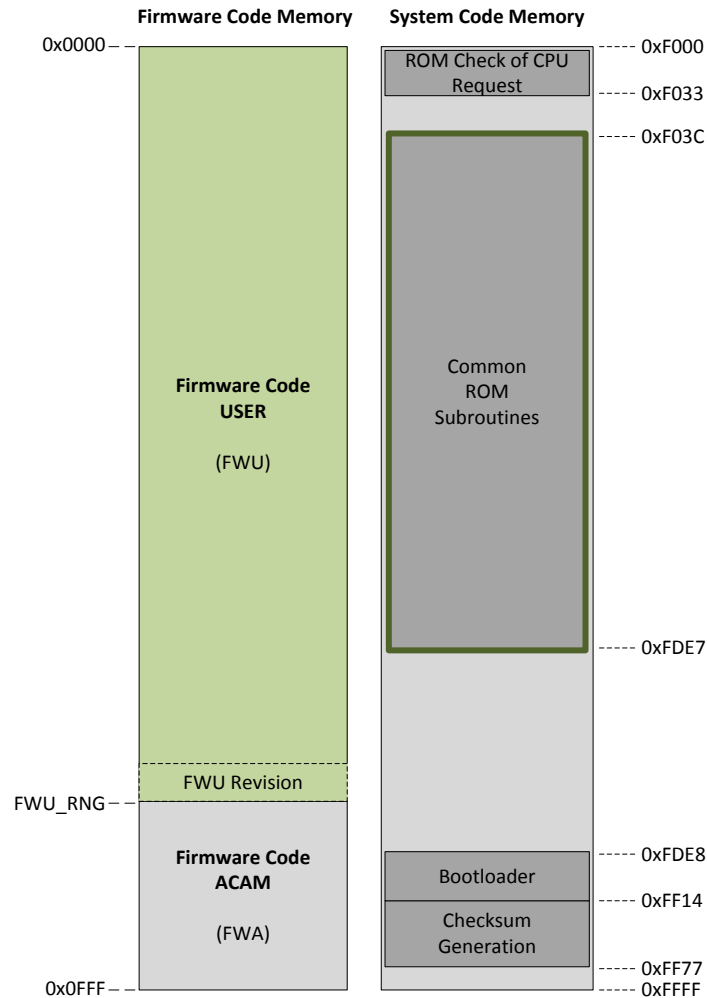 Firmware Code Memory
System Code Memory
0x0000
0xF000
ROM Check of CPU
Request
0xF033
0xF03C
Common
ROM
Subroutines
Firmware Code
USER
(FWU)
0xFDE7
FWU Revision
FWU_RNG
Firmware Code
ACAM
(FWA)
0xFDE8
Bootloader
0xFF14
Checksum
Generation
0xFF77
0x0FFF
0xFFFF